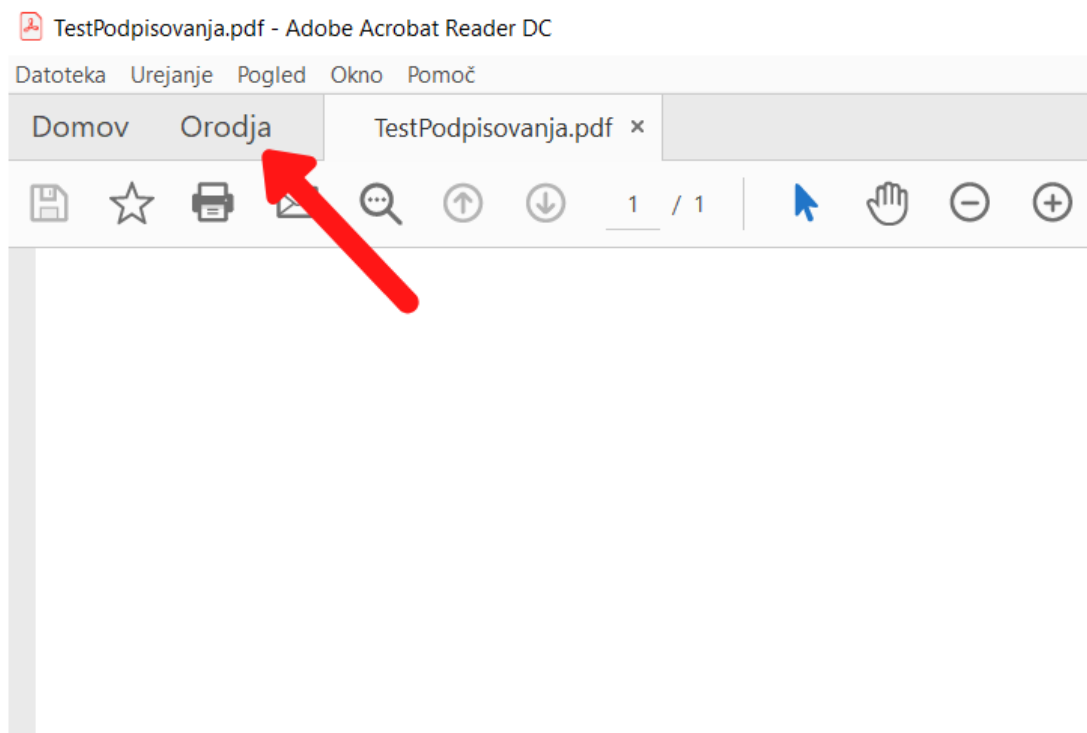 TestPodpisovanja.pdf - Adobe Acrobat Reader DC
Datoteka Urejanje Pogled Okno Pomoč
Domov Orodja TestPodpisovanja.pdf ×
1 / 1